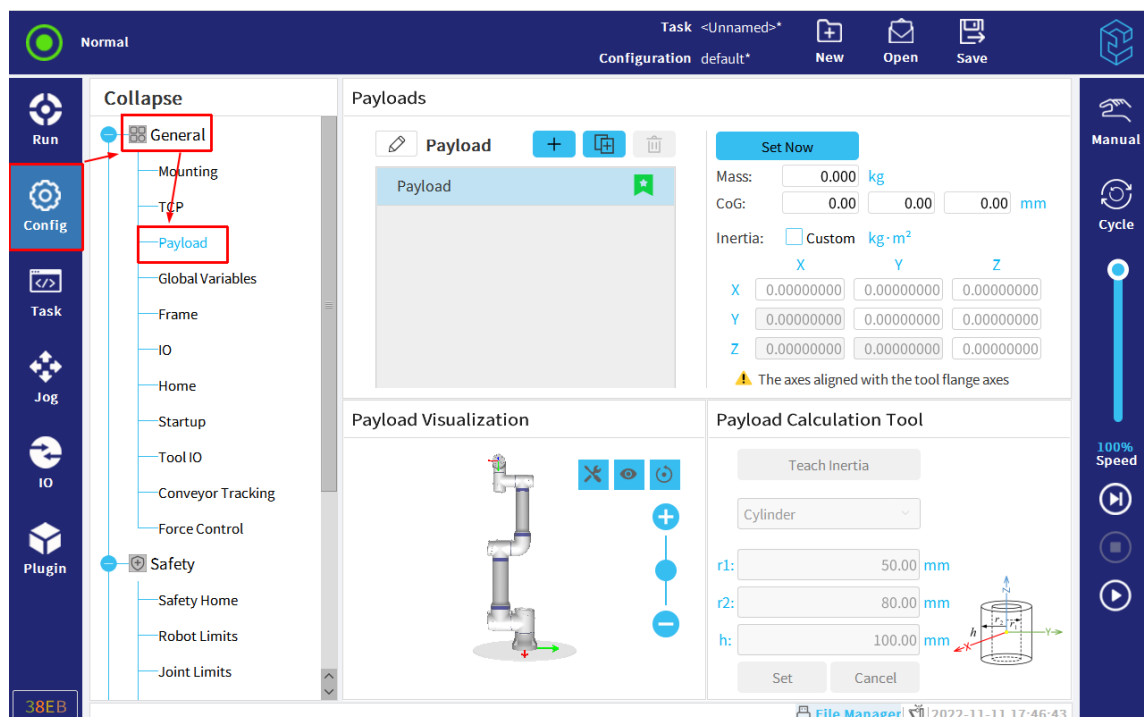 Normal
Task <Unnamed>*
Configuration default*
New
Open
Save
Run
Config
Task
Jog
IO
Plugin
38EB
Collapse
General
Mounting
TCP
Payload
Global Variables
Frame
IO
Home
Startup
Tool IO
Conveyor Tracking
Force Control
Safety
Safety Home
Robot Limits
Joint Limits
Payloads
Payload
Payload
Set Now
Mass: 0.000 kg
CoG: 0.00 0.00 0.00 mm
Inertia: Custom kg·m²
X Y Z
X 0.00000000 0.00000000 0.00000000
Y 0.00000000 0.00000000 0.00000000
Z 0.00000000 0.00000000 0.00000000
The axes aligned with the tool flange axes
Payload Visualization
Payload Calculation Tool
Teach Inertia
Cylinder
r1: 50.00 mm
r2: 80.00 mm
h: 100.00 mm
Z
h r₂ r₁ Y
X
Set Cancel
File Manager 2022-11-11 17:46:43
Manual
Cycle
100%
Speed